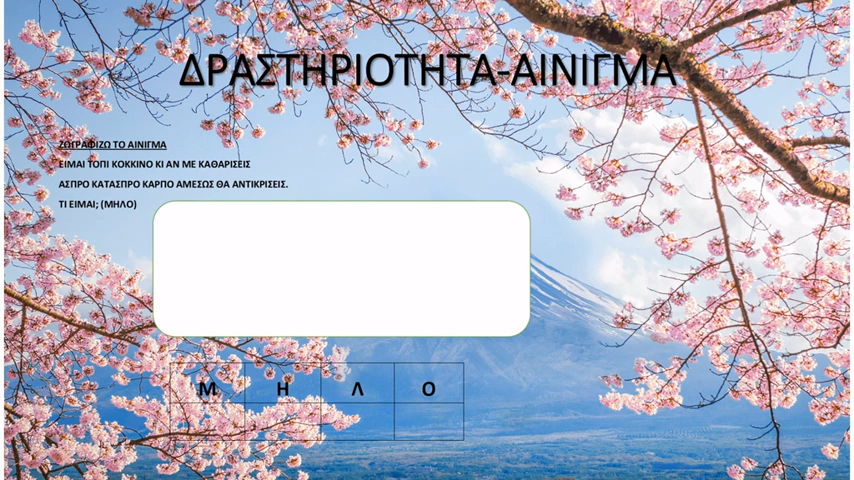 ΔΡΑΣΤΗΡΙΟΤΗΤΑ-ΑΙΝΙΓΜΑ
ΖΩΓΡΑΦΙΖΩ ΤΟ ΑΙΝΙΓΜΑ
ΕΙΜΑΙ ΤΟΠΙ ΚΟΚΚΙΝΟ ΚΙ ΑΝ ΜΕ ΚΑΘΑΡΙΣΕΙΣ
ΑΣΠΡΟ ΚΑΤΑΣΠΡΟ ΚΑΡΠΟ ΑΜΕΣΩΣ ΘΑ ΑΝΤΙΚΡΙΣΕΙΣ.
ΤΙ ΕΙΜΑΙ; (ΜΗΛΟ)
Μ Η Λ Ο